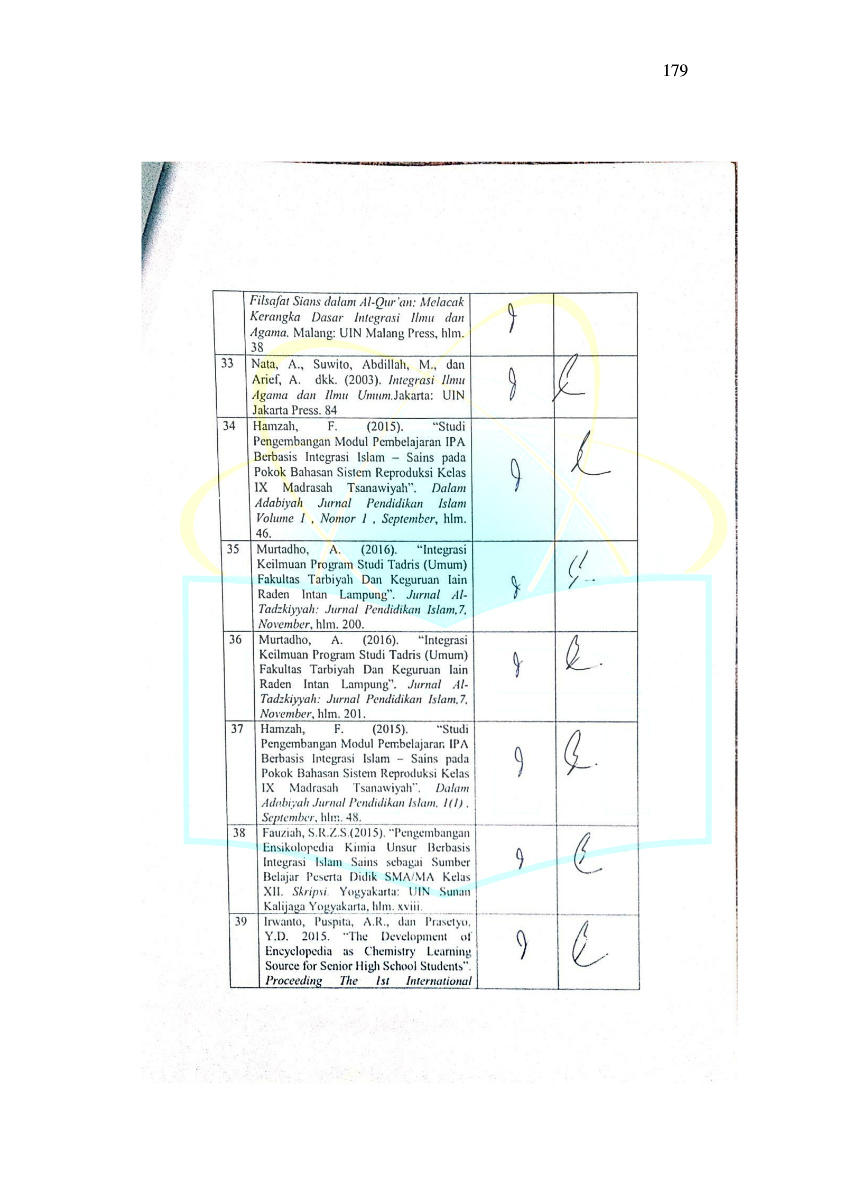 179
Filsafat Sians dalam Al-Qur'an: Melacak
Kerangka Dasar Integrasi Ilmu dan
Agama. Malang: UIN Malang Press, hlm.
38
33 Nata, A., Suwito, Abdillah, M., dan
Arief, A. dkk. (2003). Integrasi Ilmu
Agama dan Ilmu Umum.Jakarta: UIN
Jakarta Press. 84
34 Hamzah, F. (2015). “Studi
Pengembangan Modul Pembelajaran IPA
Berbasis Integrasi Islam – Sains pada
Pokok Bahasan Sistem Reproduksi Kelas
IX Madrasah Tsanawiyah”. Dalam
Adabiyah Jurnal Pendidikan Islam
Volume 1 , Nomor 1 , September, hlm.
46.
35 Murtadho, A. (2016). “Integrasi
Keilmuan Program Studi Tadris (Umum)
Fakultas Tarbiyah Dan Keguruan Iain
Raden Intan Lampung”. Jurnal Al-
Tadzkiyyah: Jurnal Pendidikan Islam,7,
November, hlm. 200.
36 Murtadho, A. (2016). “Integrasi
Keilmuan Program Studi Tadris (Umum)
Fakultas Tarbiyah Dan Keguruan Iain
Raden Intan Lampung”. Jurnal Al-
Tadzkiyyah: Jurnal Pendidikan Islam,7,
November, hlm. 201.
37 Hamzah, F. (2015). “Studi
Pengembangan Modul Pembelajaran IPA
Berbasis Integrasi Islam – Sains pada
Pokok Bahasan Sistem Reproduksi Kelas
IX Madrasah Tsanawiyah”. Dalam
Adabiyah Jurnal Pendidikan Islam, 1(1) ,
September, hlm. 48.
38 Fauziah, S.R.Z.S.(2015). “Pengembangan
Ensikolopedia Kimia Unsur Berbasis
Integrasi Islam Sains sebagai Sumber
Belajar Peserta Didik SMA/MA Kelas
XII. Skripsi. Yogyakarta: UIN Sunan
Kalijaga Yogyakarta, hlm. xviii.
39 Irwanto, Puspita, A.R., dan Prasetyo,
Y.D. 2015. “The Development of
Encyclopedia as Chemistry Learning
Source for Senior High School Students”.
Proceeding The 1st International